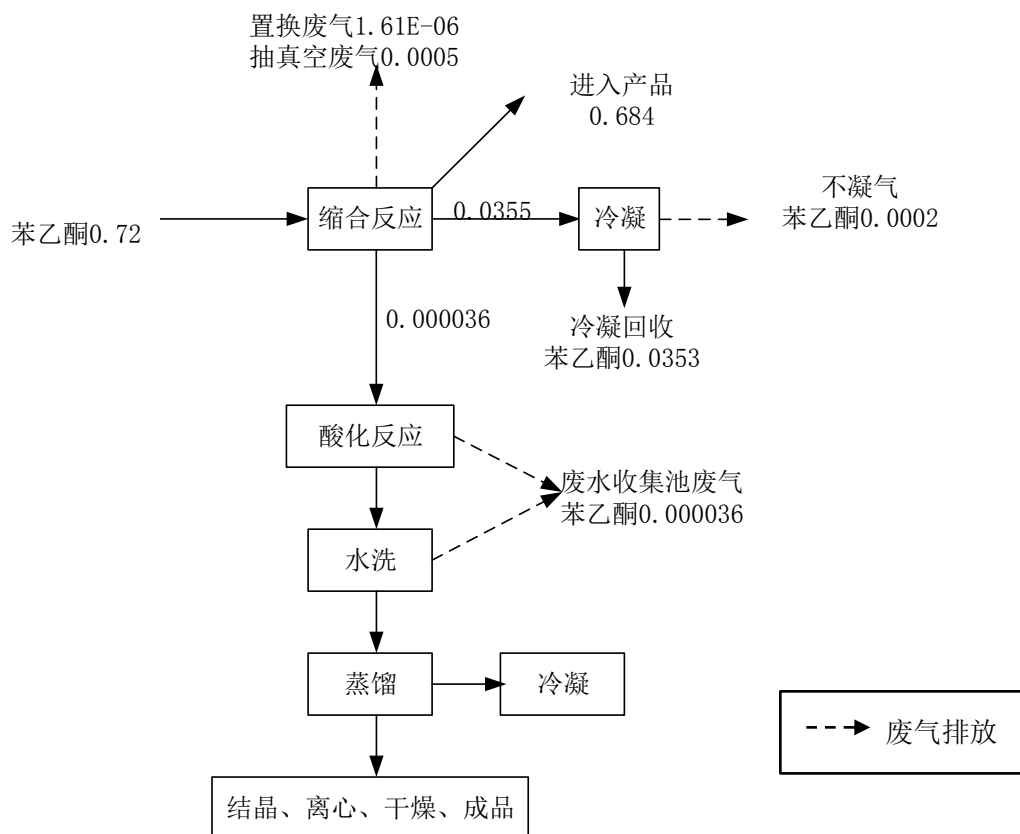 置换废气1.61E-06
抽真空废气0.0005
进入产品
0.684
苯乙酮0.72
缩合反应
0.0355
冷凝
不凝气
苯乙酮0.0002
0.000036
冷凝回收
苯乙酮0.0353
酸化反应
废水收集池废气
苯乙酮0.000036
水洗
蒸馏
冷凝
废气排放
结晶、离心、干燥、成品